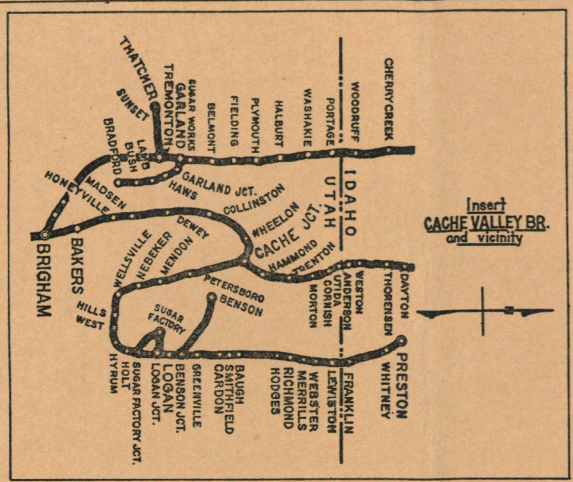 THATCHER
SUNSET
TREMONTON
GARLAND
SUGAR WORKS
BELMONT
FIELDING
PLYMOUTH
HALBURT
WASHAKIE
PORTAGE
WOODRUFF
CHERRY CREEK
BRADFORD
BUSH
LAMB
GARLAND JCT.
HAWS
MADSEN
HONEYVILLE
DEWEY
COLLINSTON
WHEELON
CACHE JCT.
IDAHO
UTAH
BRIGHAM
BAKERS
WELLSVILLE
NEBEKER
MENDON
PETERSBORO
BENSON
HAMMOND
TRENTON
MORTON
CORNISH
UTIDA
ANDERSON
WESTON
THORENSEN
DAYTON
HILLS
WEST
SUGAR
FACTORY
HYRUM
HOLT
SUGAR FACTORY JCT.
LOGAN JCT.
LOGAN
BENSON JCT.
GREENVILLE
CARDON
SMITHFIELD
BAUGH
HODGES
RICHMOND
MERRILLS
WEBSTER
LEWISTON
FRANKLIN
WHITNEY
PRESTON
Insert
CACHE VALLEY BR.
and vicinity
N